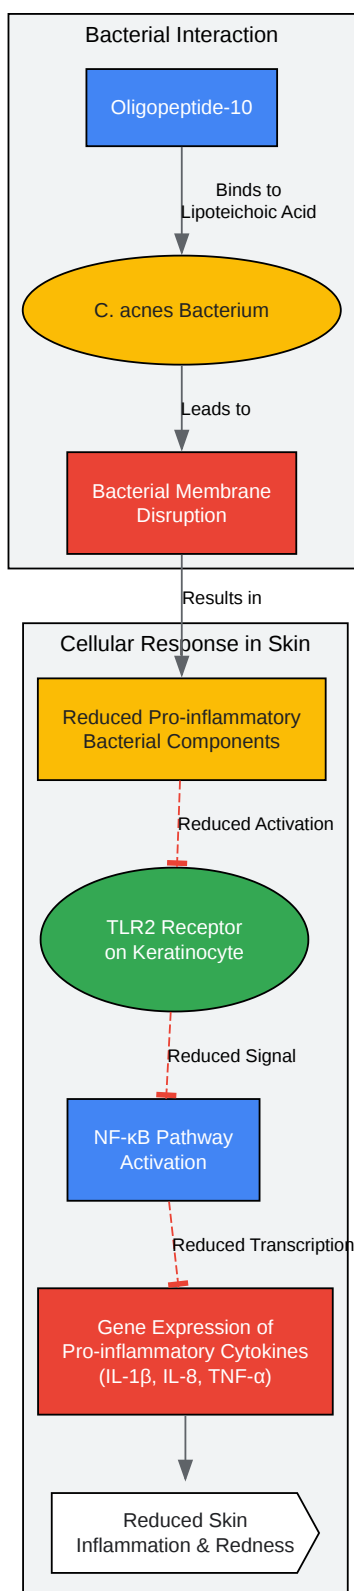 Bacterial Interaction
Oligopeptide-10
Binds to
Lipoteichoic Acid
C. acnes Bacterium
Leads to
Bacterial Membrane
Disruption
Results in
Cellular Response in Skin
Reduced Pro-inflammatory
Bacterial Components
Reduced Activation
TLR2 Receptor
on Keratinocyte
Reduced Signal
NF-κB Pathway
Activation
Reduced Transcription
Gene Expression of
Pro-inflammatory Cytokines
(IL-1β, IL-8, TNF-α)
Reduced Skin
Inflammation & Redness